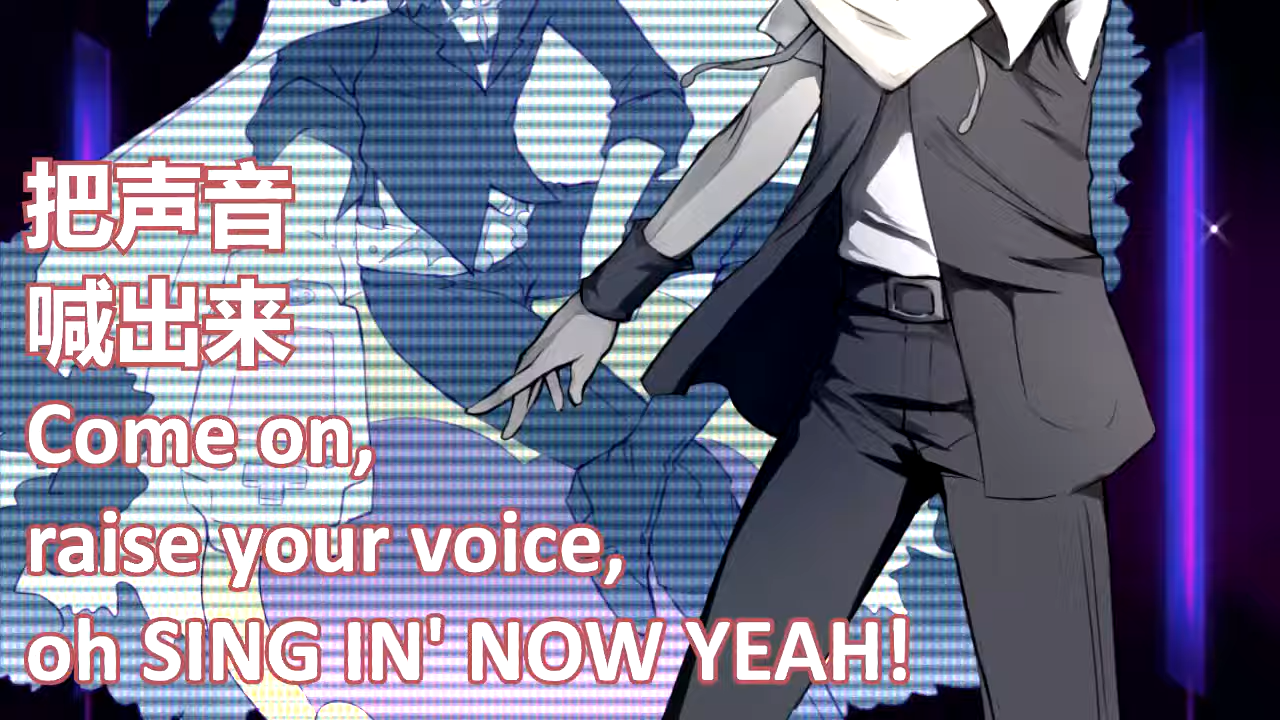 把声音
喊出来
Come on,
raise your voice,
oh SING IN' NOW YEAH!